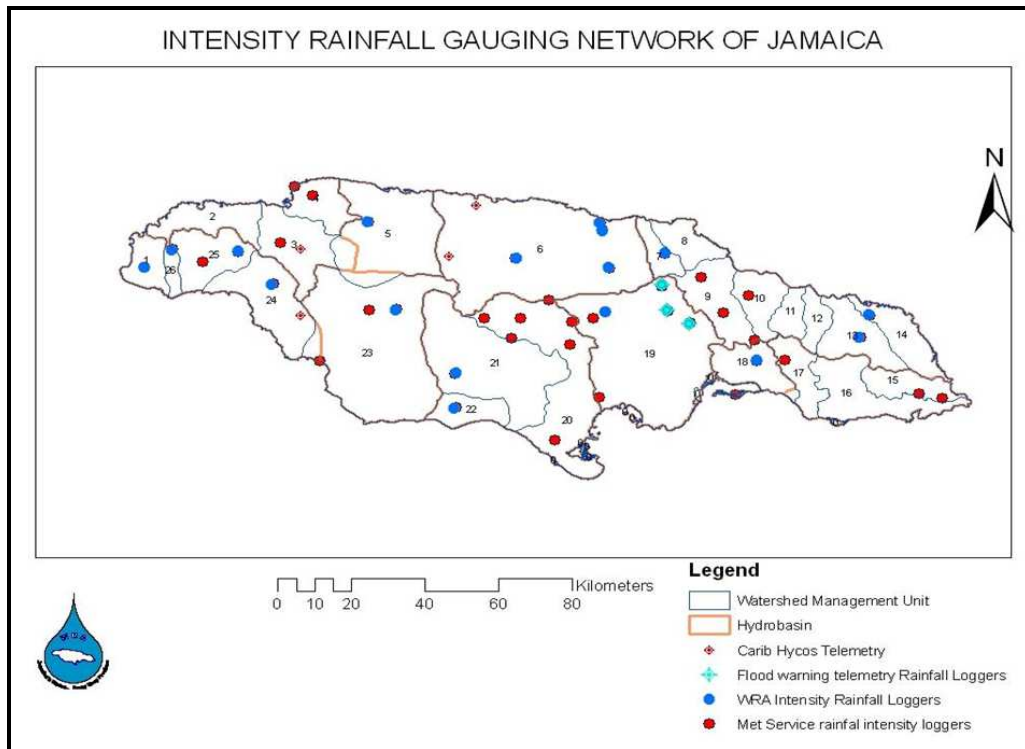 INTENSITY RAINFALL GAUGING NETWORK OF JAMAICA
N
2
5
6
7
8
3
1
26
25
9
10
24
11
12
13
14
23
19
21
18
17
15
16
22
20
Kilometers
0 10 20 40 60 80
Legend
Watershed Management Unit
Hydrobasin
Carib Hycos Telemetry
Flood warning telemetry Rainfall Loggers
WRA Intensity Rainfall Loggers
Met Service rainfal intensity loggers